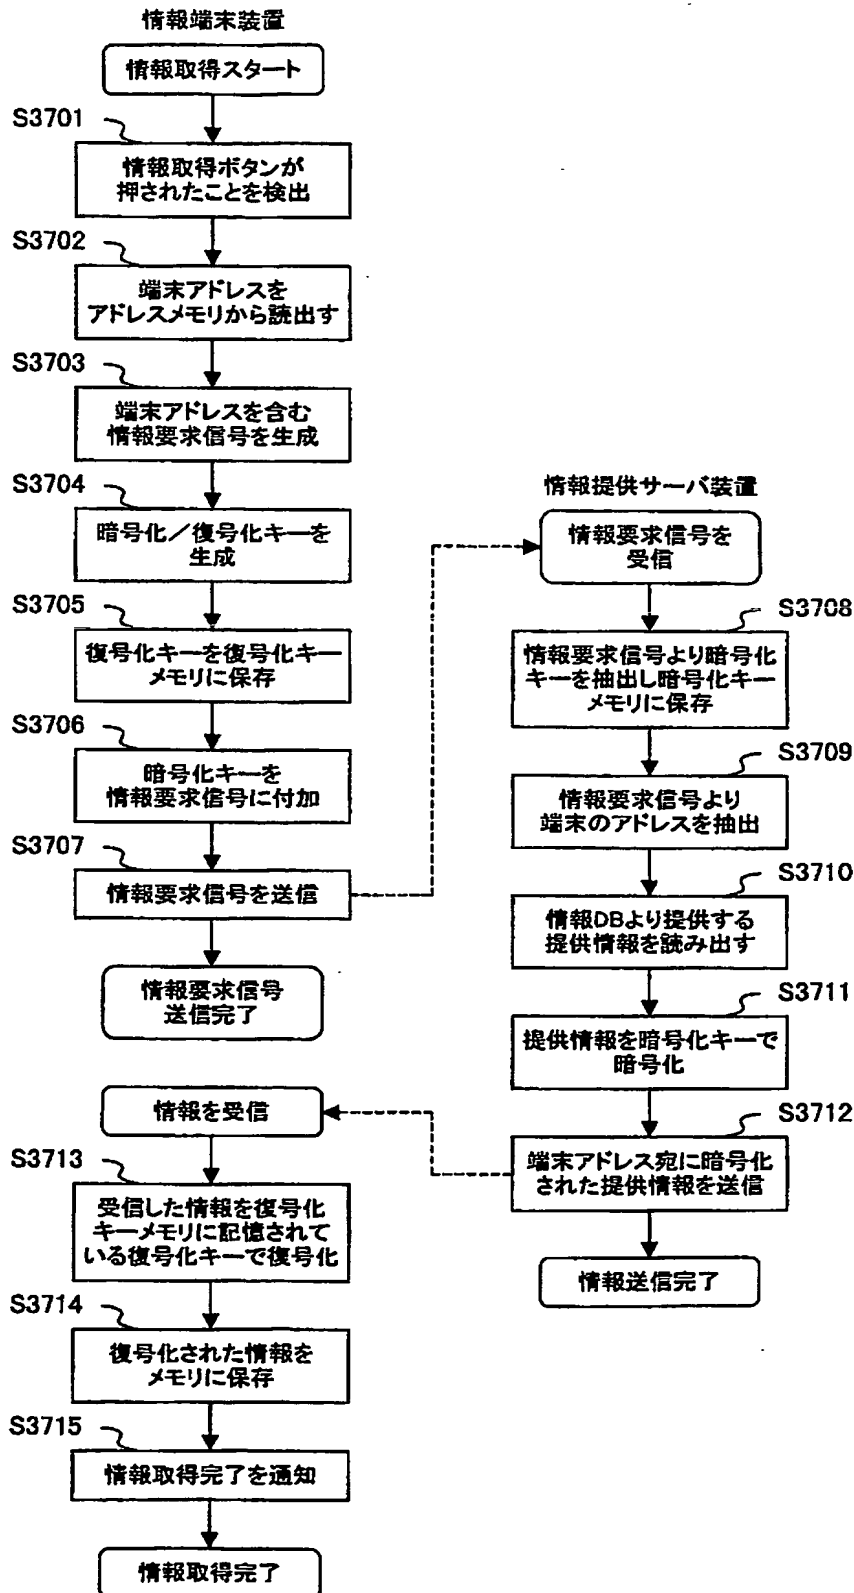 情報端末装置
情報取得スタート
S3701
情報取得ボタンが
押されたことを検出
S3702
端末アドレスを
アドレスメモリから読出す
S3703
端末アドレスを含む
情報要求信号を生成
S3704
暗号化／復号化キーを
生成
S3705
復号化キーを復号化キー
メモリに保存
S3706
暗号化キーを
情報要求信号に付加
S3707
情報要求信号を送信
情報要求信号
送信完了
情報提供サーバ装置
情報要求信号を
受信
S3708
情報要求信号より暗号化
キーを抽出し暗号化キー
メモリに保存
S3709
情報要求信号より
端末のアドレスを抽出
S3710
情報DBより提供する
提供情報を読み出す
S3711
提供情報を暗号化キーで
暗号化
S3712
端末アドレス宛に暗号化
された提供情報を送信
情報送信完了
情報を受信
S3713
受信した情報を復号化
キーメモリに記憶されて
いる復号化キーで復号化
S3714
復号化された情報を
メモリに保存
S3715
情報取得完了を通知
情報取得完了